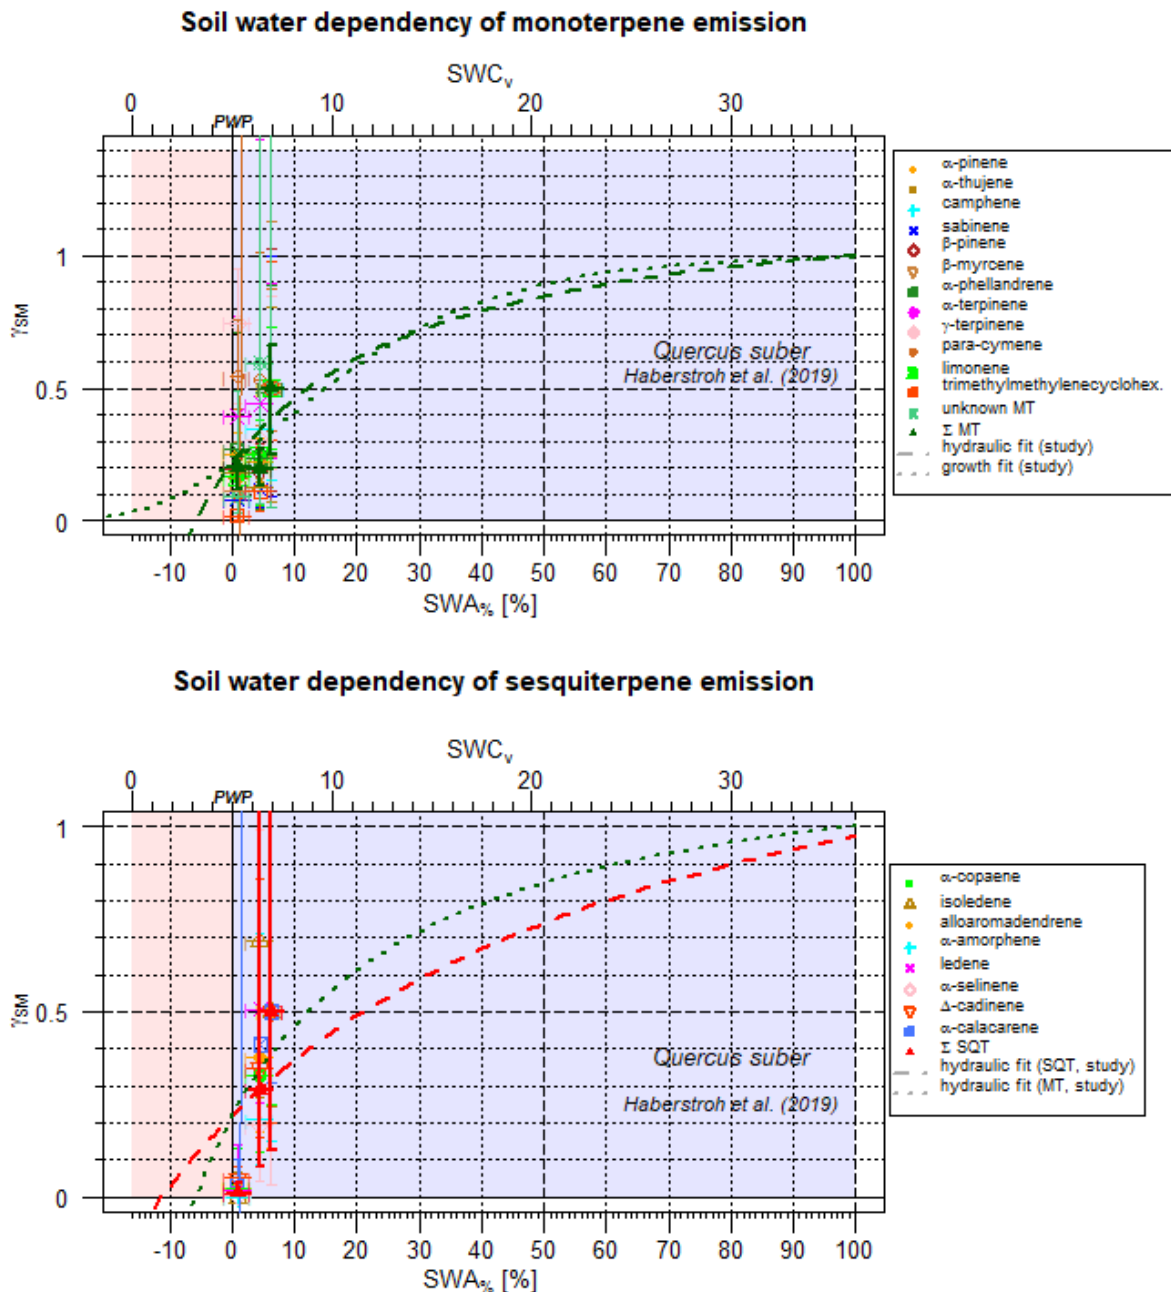 Soil water dependency of monoterpene emission
SWCv
0 10 20 30
PWP
1
0.5
0
γSM
Quercus suber
Haberstroh et al. (2019)
-10 0 10 20 30 40 50 60 70 80 90 100
SWA% [%]
α-pinene
α-thujene
camphene
sabinene
β-pinene
β-myrcene
α-phellandrene
α-terpinene
γ-terpinene
para-cymene
limonene
trimethylmethylenecyclohex.
unknown MT
Σ MT
hydraulic fit (study)
growth fit (study)
Soil water dependency of sesquiterpene emission
SWCv
0 10 20 30
PWP
1
0.5
0
γSM
Quercus suber
Haberstroh et al. (2019)
-10 0 10 20 30 40 50 60 70 80 90 100
SWA% [%]
α-copaene
isoledene
alloaromadendrene
α-amorphene
ledene
α-selinene
Δ-cadinene
α-calacarene
Σ SQT
hydraulic fit (SQT, study)
hydraulic fit (MT, study)